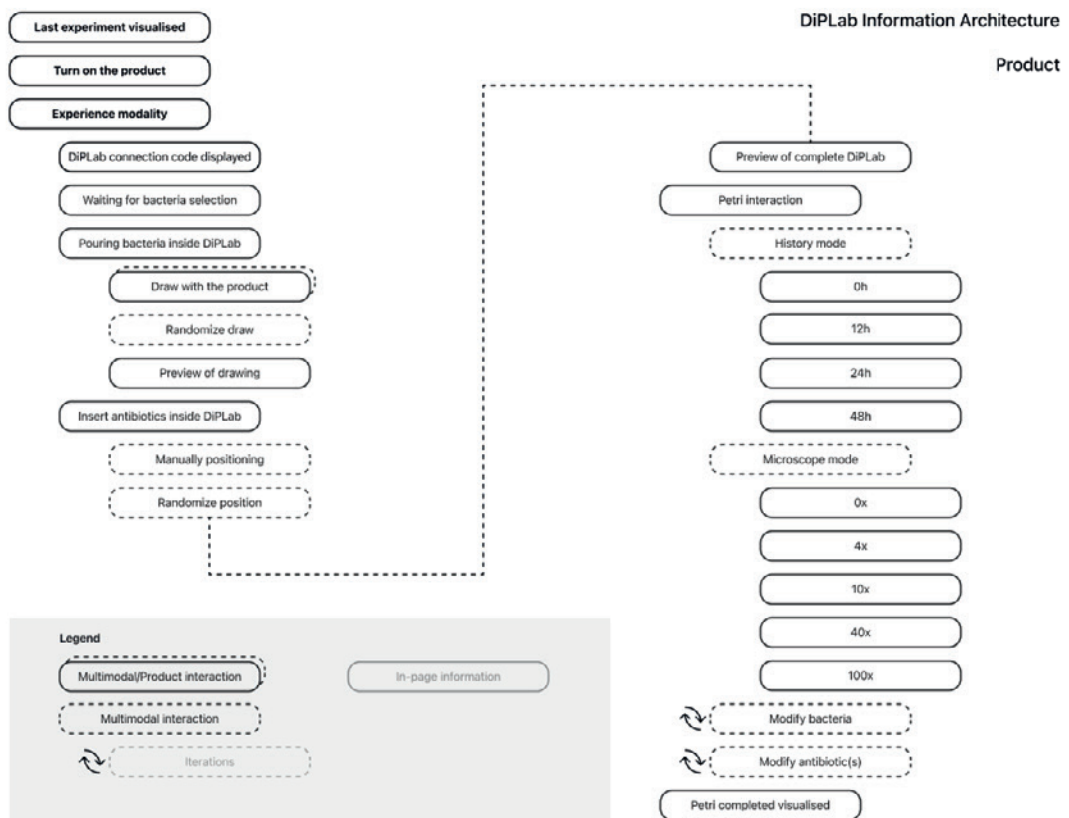 DiPLab Information Architecture
Product
Last experiment visualised
Turn on the product
Experience modality
DiPLab connection code displayed
Waiting for bacteria selection
Pouring bacteria inside DiPLab
Draw with the product
Randomize draw
Preview of drawing
Insert antibiotics inside DiPLab
Manually positioning
Randomize position
Preview of complete DiPLab
Petri interaction
History mode
0h
12h
24h
48h
Microscope mode
0x
4x
10x
40x
100x
Modify bacteria
Modify antibiotic(s)
Petri completed visualised
Legend
Multimodal/Product interaction
In-page information
Multimodal interaction
Iterations